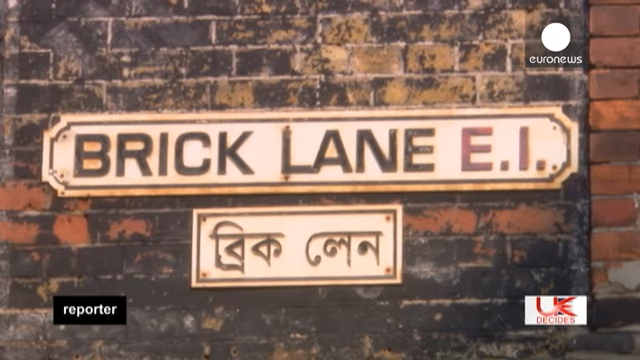 euronews
BRICK LANE E.I.
ব্রিক লেন
reporter
UK
DECIDES